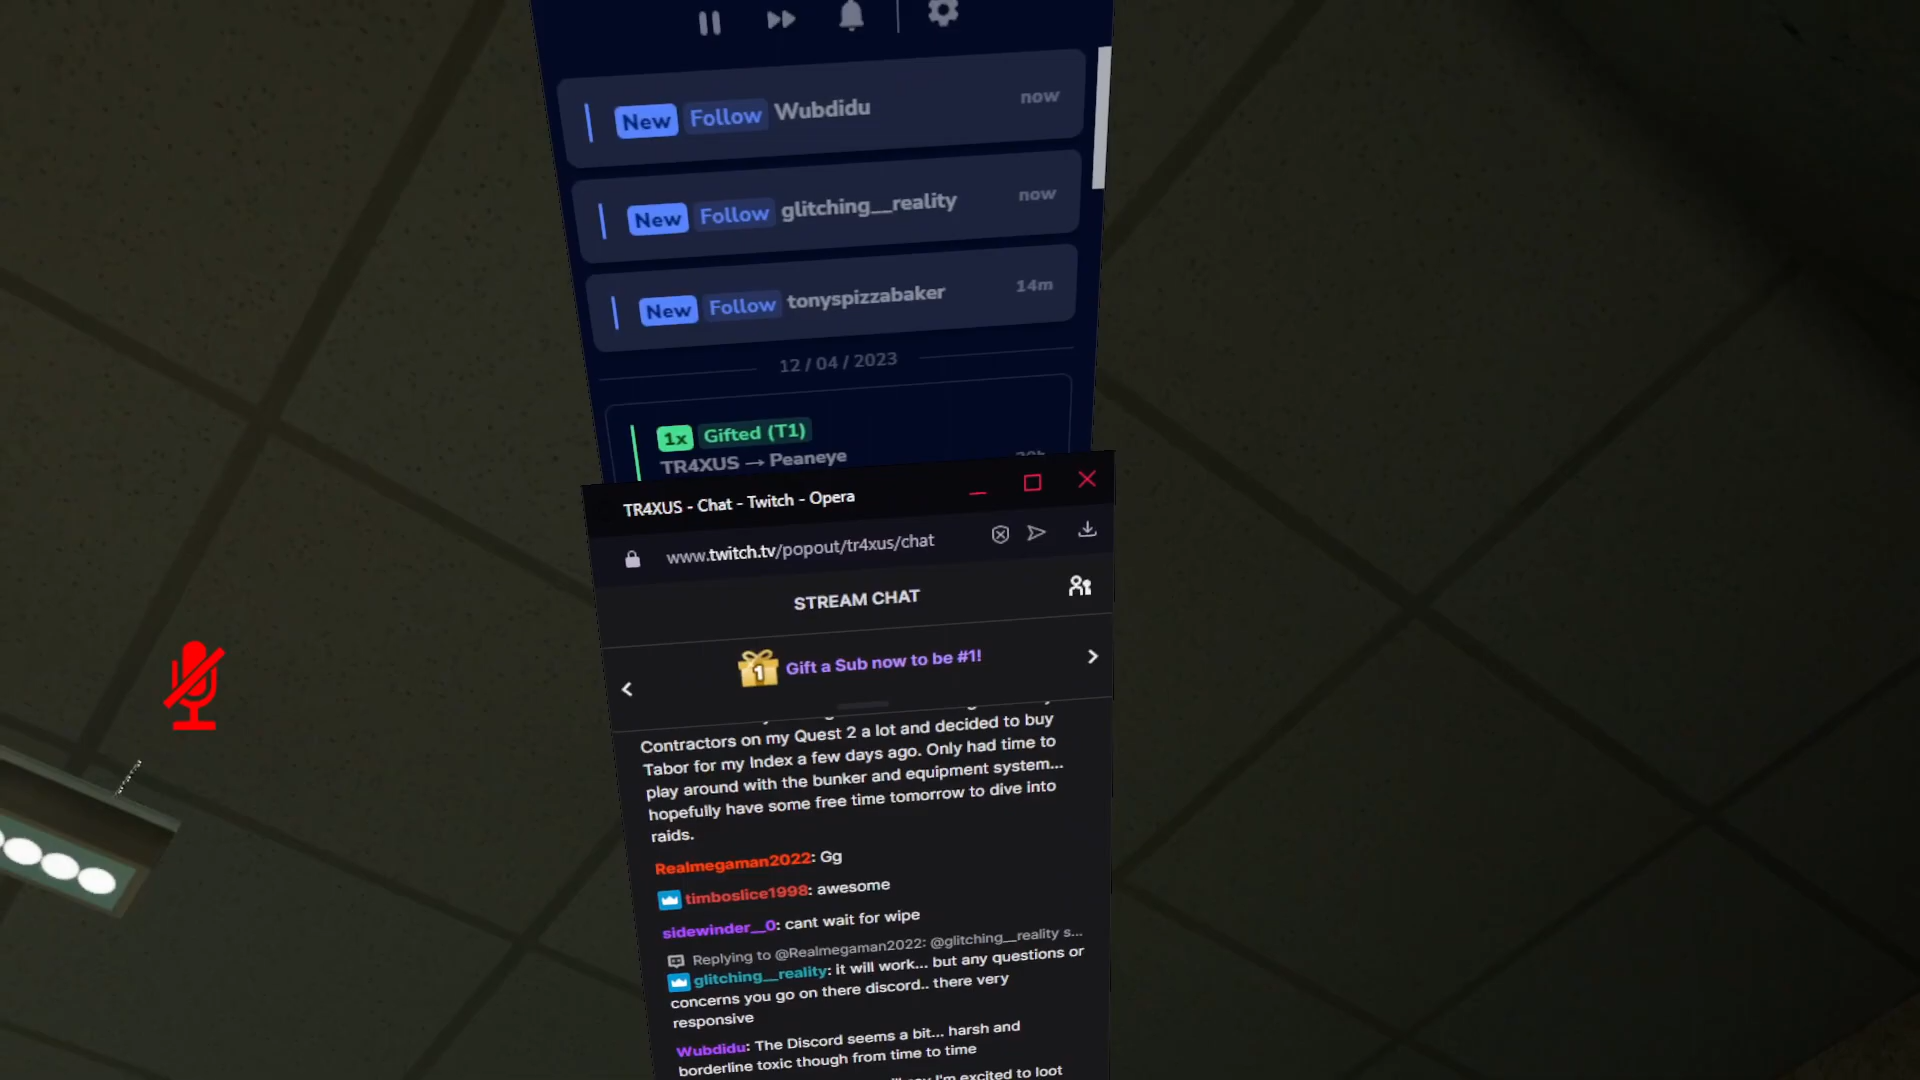 New Follow Wubdidu now
New Follow glitching__reality now
New Follow tonyspizzabaker 14m
12 / 04 / 2023
1x Gifted (T1)
TR4XUS → Peaneye
TR4XUS - Chat - Twitch - Opera
www.twitch.tv/popout/tr4xus/chat
STREAM CHAT
1 Gift a Sub now to be #1!
Contractors on my Quest 2 a lot and decided to buy
Tabor for my Index a few days ago. Only had time to
play around with the bunker and equipment system...
hopefully have some free time tomorrow to dive into
raids.
Realmegaman2022: Gg
timboslice1998: awesome
sidewinder__0: cant wait for wipe
Replying to @Realmegaman2022: @glitching__reality s...
glitching__reality: it will work... but any questions or
concerns you go on there discord.. there very
responsive
Wubdidu: The Discord seems a bit... harsh and
borderline toxic though from time to time
I'm excited to loot